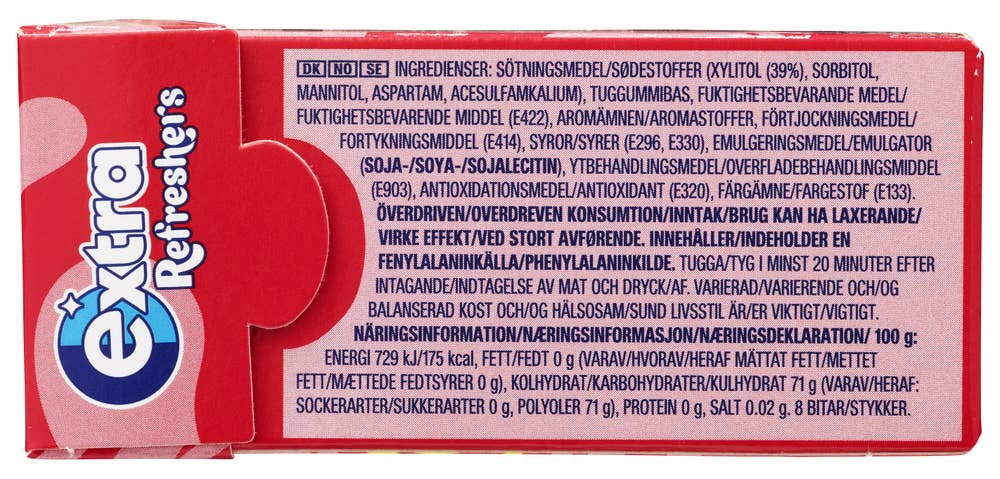 extra
Refreshers
DK NO SE INGREDIENSER: SÖTNINGSMEDEL/SØDESTOFFER (XYLITOL (39%), SORBITOL,
MANNITOL, ASPARTAM, ACESULFAMKALIUM), TUGGUMMIBAS, FUKTIGHETSBEVARANDE MEDEL/
FUKTIGHETSBEVARENDE MIDDEL (E422), AROMÄMNEN/AROMASTOFFER, FÖRTJOCKNINGSMEDEL/
FORTYKNINGSMIDDEL (E414), SYROR/SYRER (E296, E330), EMULGERINGSMEDEL/EMULGATOR
(SOJA-/SOYA-/SOJALECITIN), YTBEHANDLINGSMEDEL/OVERFLADEBEHANDLINGSMIDDEL
(E903), ANTIOXIDATIONSMEDEL/ANTIOXIDANT (E320), FÄRGÄMNE/FARGESTOF (E133).
ÖVERDRIVEN/OVERDREVEN KONSUMTION/INNTAK/BRUG KAN HA LAXERANDE/
VIRKE EFFEKT/VED STORT AVFØRENDE. INNEHÅLLER/INDEHOLDER EN
FENYLALANINKÄLLA/PHENYLALANINKILDE. TUGGA/TYG I MINST 20 MINUTER EFTER
INTAGANDE/INDTAGELSE AV MAT OCH DRYCK/AF. VARIERAD/VARIERENDE OCH/OG
BALANSERAD KOST OCH/OG HÄLSOSAM/SUND LIVSSTIL ÄR/ER VIKTIGT/VIGTIGT.
NÄRINGSINFORMATION/NÆRINGSINFORMASJON/NÆRINGSDEKLARATION/ 100 g:
ENERGI 729 kJ/175 kcal, FETT/FEDT 0 g (VARAV/HVORAV/HERAF MÄTTAT FETT/METTET
FETT/MÆTTEDE FEDTSYRER 0 g), KOLHYDRAT/KARBOHYDRATER/KULHYDRAT 71 g (VARAV/HERAF:
SOCKERARTER/SUKKERARTER 0 g, POLYOLER 71 g), PROTEIN 0 g, SALT 0.02 g. 8 BITAR/STYKKER.